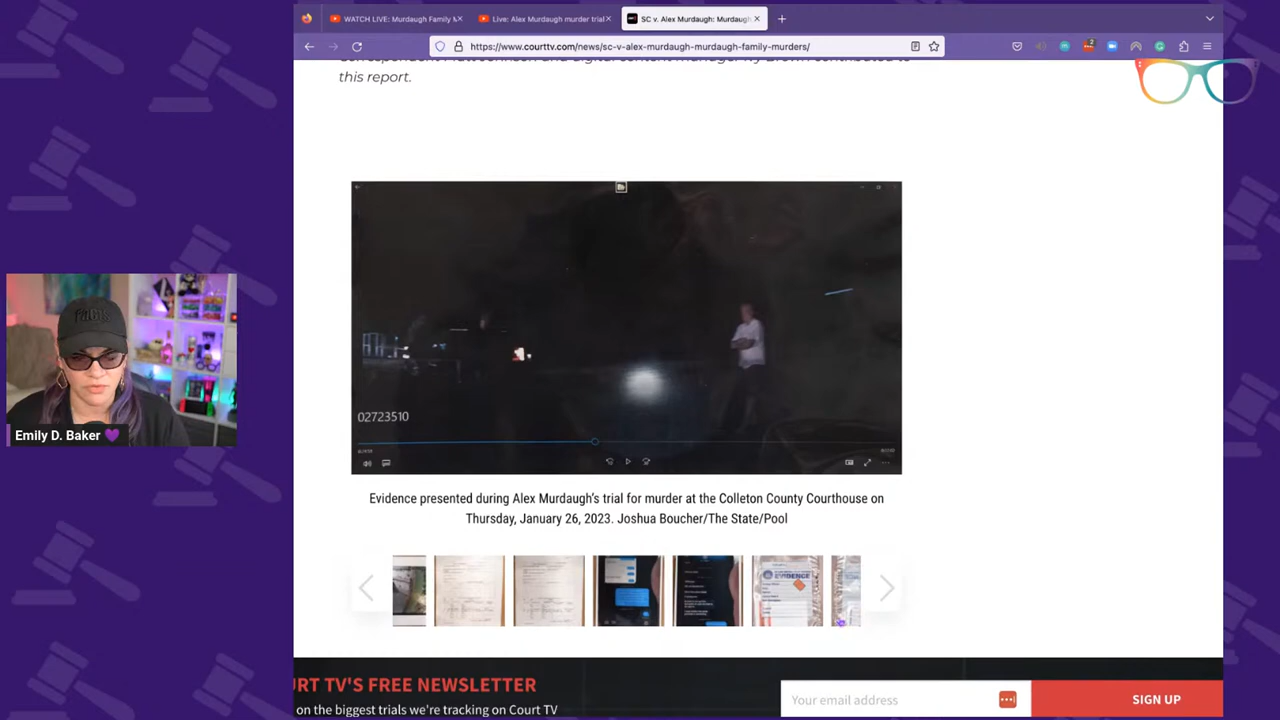 WATCH LIVE: Murdaugh Family M
Live: Alex Murdaugh murder trial
SC v. Alex Murdaugh: Murdaugh
https://www.courttv.com/news/sc-v-alex-murdaugh-murdaugh-family-murders/
2
this report.
02723510
Evidence presented during Alex Murdaugh's trial for murder at the Colleton County Courthouse on
Thursday, January 26, 2023. Joshua Boucher/The State/Pool
EVIDENCE
Emily D. Baker
RT TV'S FREE NEWSLETTER
on the biggest trials we're tracking on Court TV
Your email address
SIGN UP